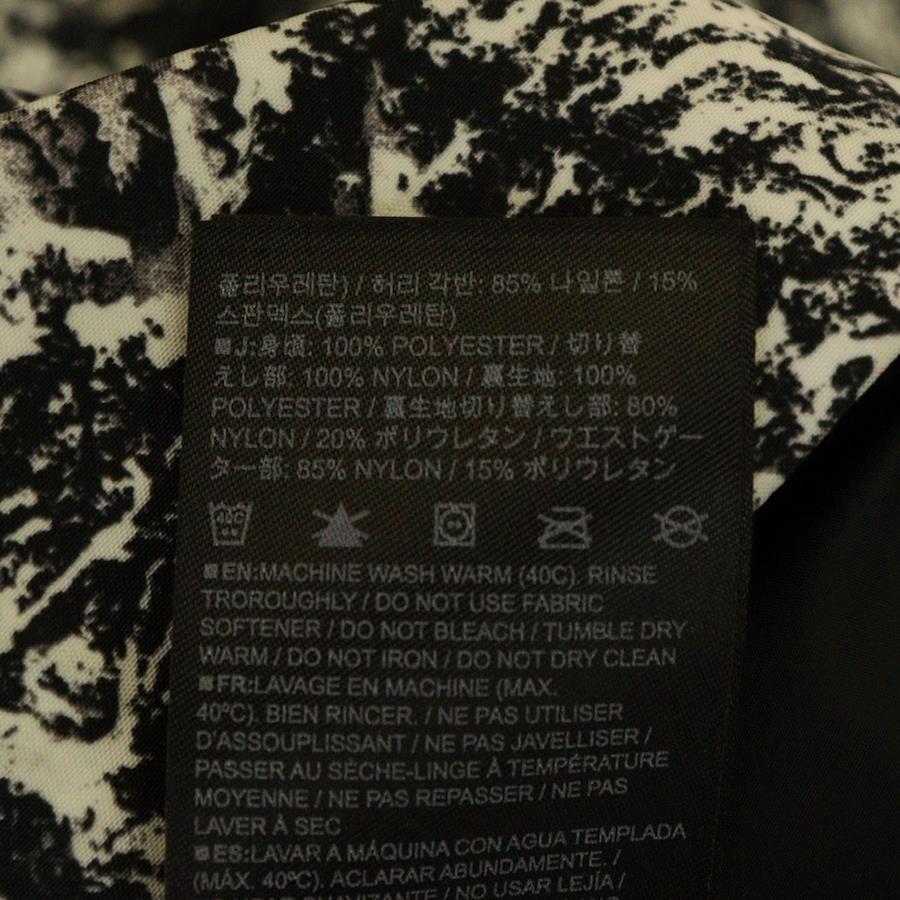 폴리우레탄) / 허리 각반: 85% 나일론 / 15%
스판덱스(폴리우레탄)
■J:身頃: 100% POLYESTER / 切り替
えし部: 100% NYLON / 裏生地: 100%
POLYESTER / 裏生地切り替えし部: 80%
NYLON / 20% ポリウレタン / ウエストゲー
ター部: 85% NYLON / 15% ポリウレタン
■EN:MACHINE WASH WARM (40C). RINSE
TROROUGHLY / DO NOT USE FABRIC
SOFTENER / DO NOT BLEACH / TUMBLE DRY
WARM / DO NOT IRON / DO NOT DRY CLEAN
■FR:LAVAGE EN MACHINE (MAX.
40ºC). BIEN RINCER. / NE PAS UTILISER
D'ASSOUPLISSANT / NE PAS JAVELLISER /
PASSER AU SÈCHE-LINGE À TEMPÉRATURE
MOYENNE / NE PAS REPASSER / NE PAS
LAVER À SEC
■ES:LAVAR A MÁQUINA CON AGUA TEMPLADA
(MÁX. 40ºC). ACLARAR ABUNDAMENTE. /
SUAVIZANTE / NO USAR LEJÍA /